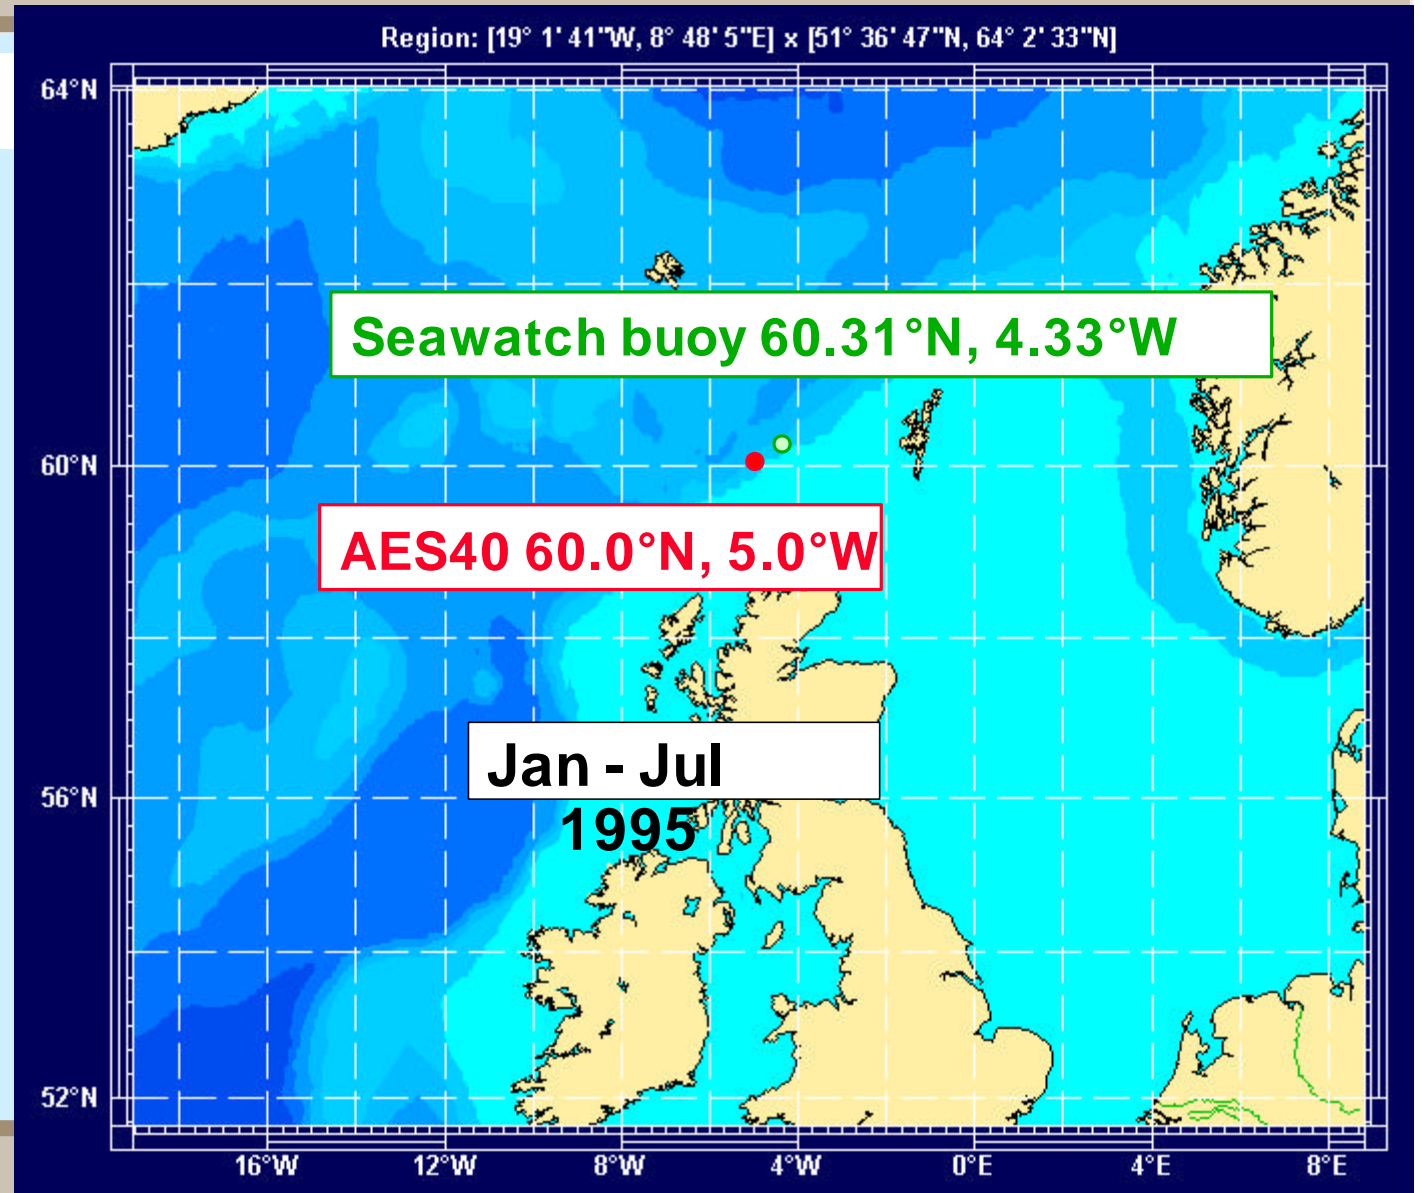 Region: [19° 1' 41"W, 8° 48' 5"E] x [51° 36' 47"N, 64° 2' 33"N]
64°N
Seawatch buoy 60.31°N, 4.33°W
60°N
AES40 60.0°N, 5.0°W
Jan - Jul
1995
56°N
52°N
16°W 12°W 8°W 4°W 0°E 4°E 8°E